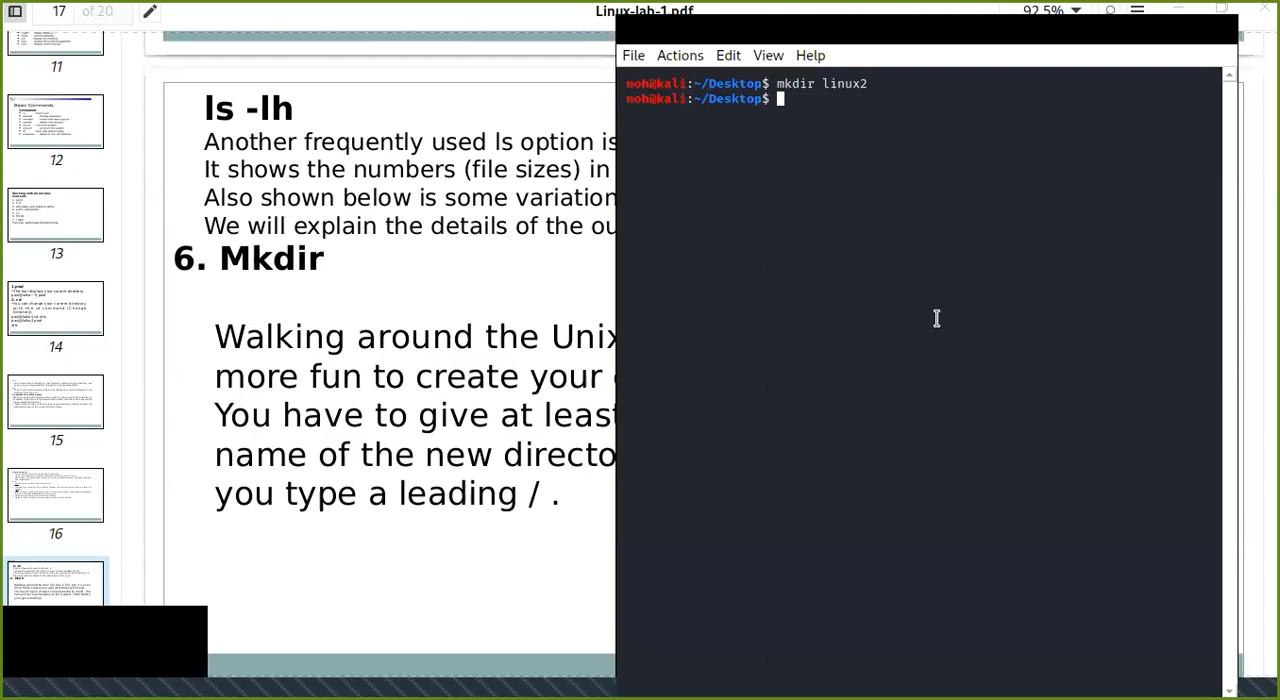 17 of 20
Linux-lab-1.pdf
92.5%
11
12
13
14
15
16
Basic Commands
ls -lh
Another frequently used ls option is
It shows the numbers (file sizes) in
Also shown below is some variation
We will explain the details of the ou
6. Mkdir
Walking around the Unix
more fun to create your
You have to give at least
name of the new directo
you type a leading / .
File Actions Edit View Help
noh@kali:~/Desktop$ mkdir linux2
noh@kali:~/Desktop$